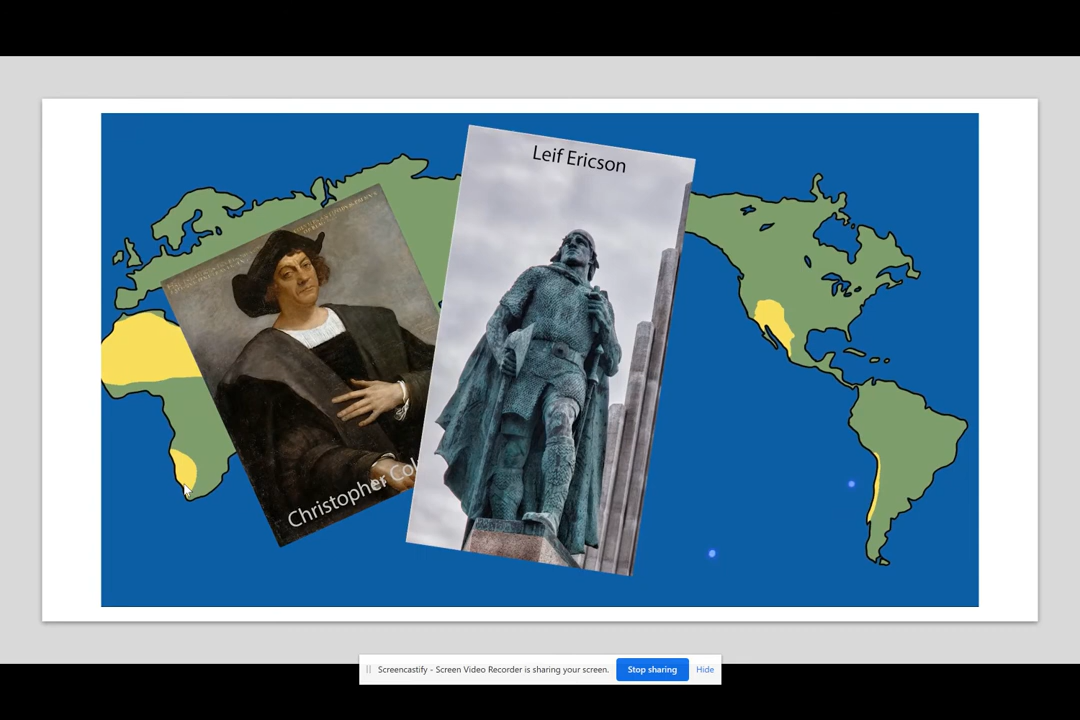 Leif Ericson
Christopher Col
Screencastify - Screen Video Recorder is sharing your screen.
Stop sharing
Hide